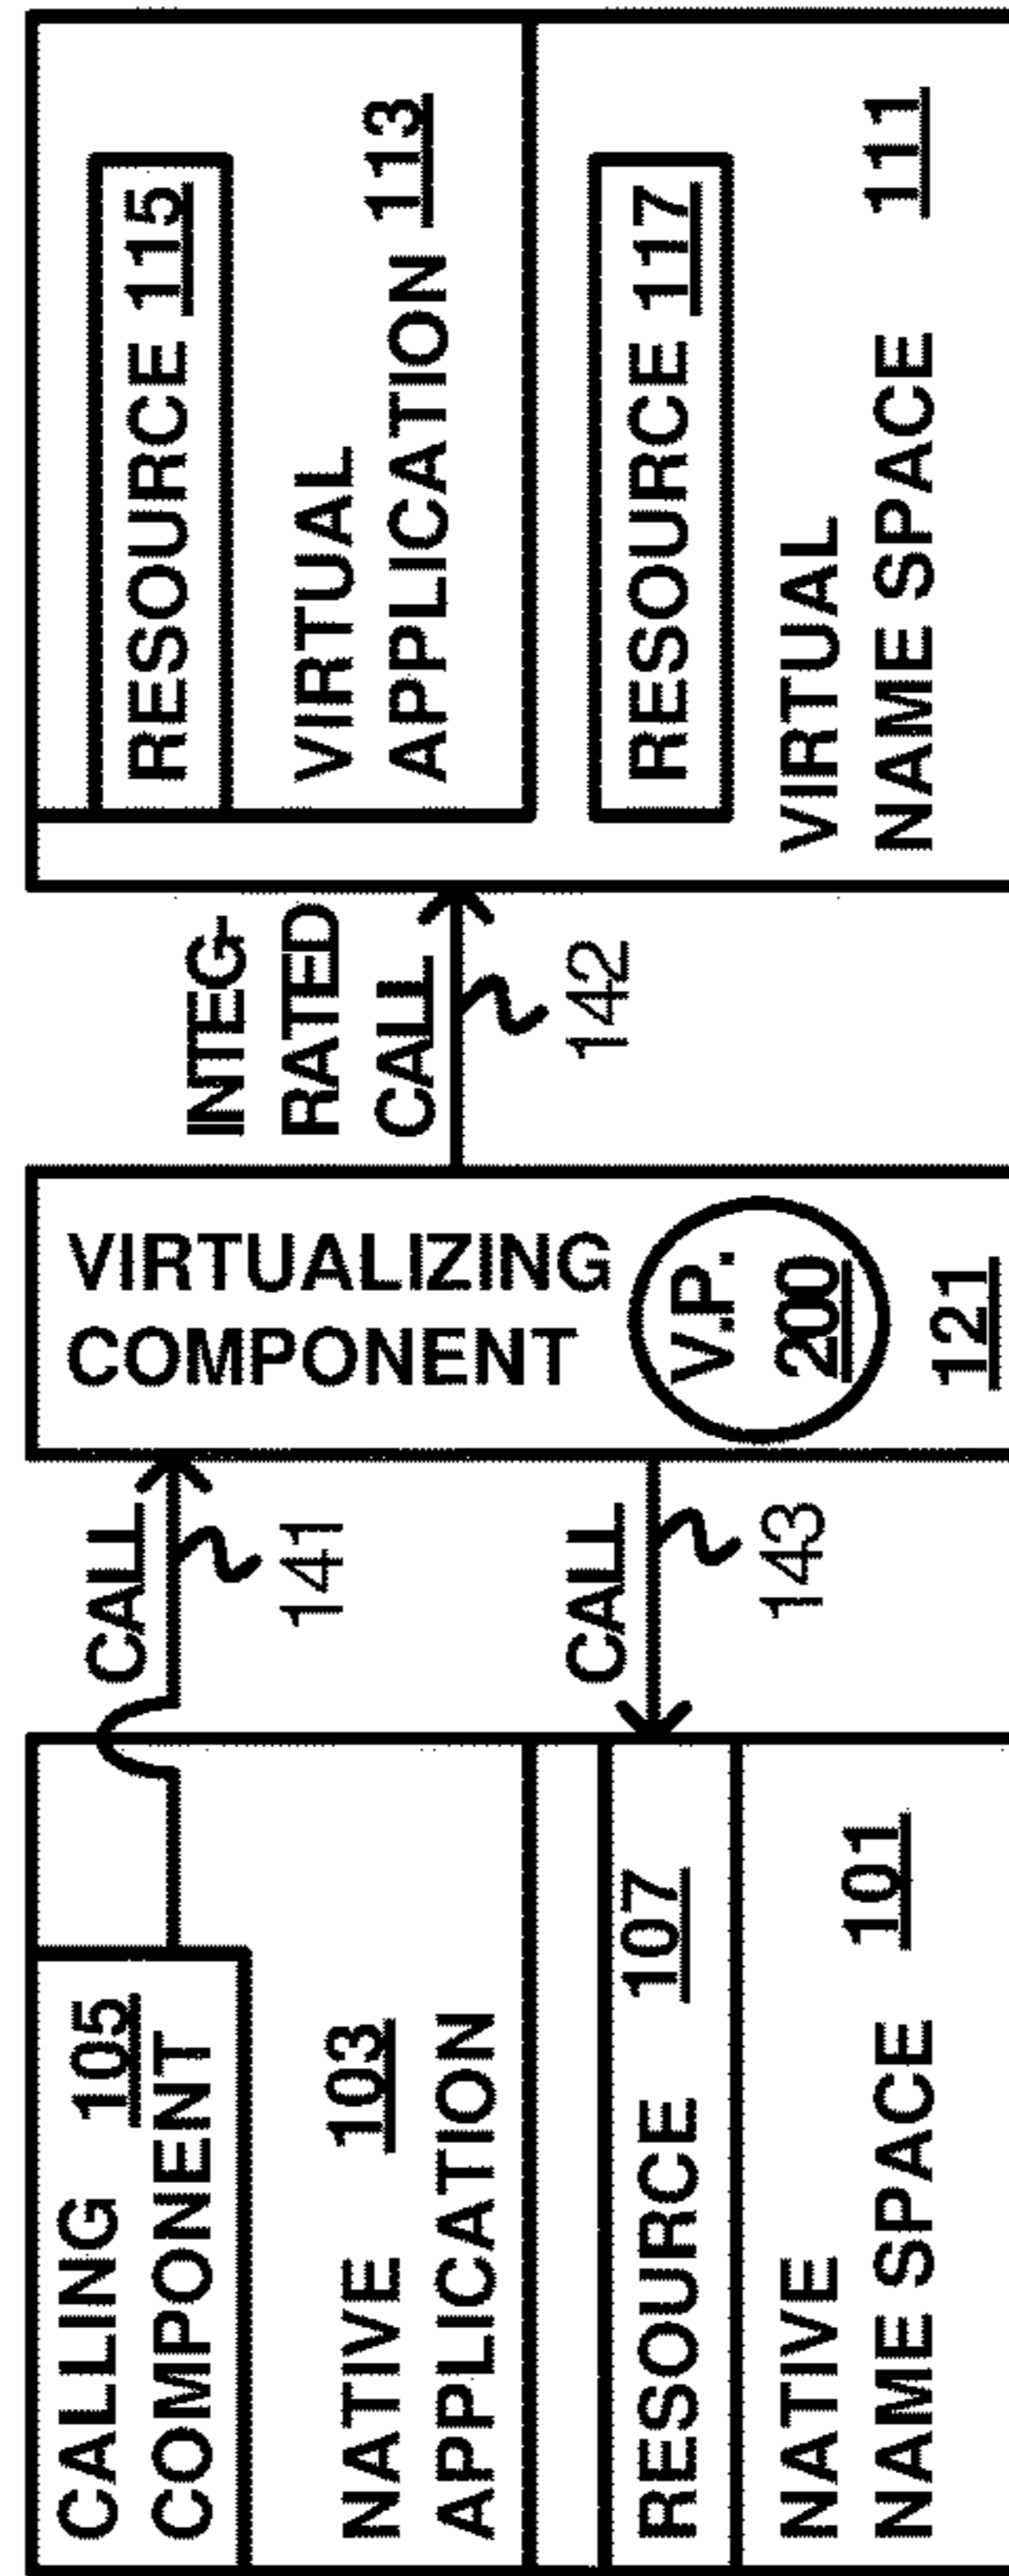 CALLING 105
COMPONENT
NATIVE 103
APPLICATION
RESOURCE 107
NATIVE
NAME SPACE 101
CALL
141
CALL
143
VIRTUALIZING
COMPONENT
V.P.
200
121
INTEG-
RATED
CALL
142
RESOURCE 115
VIRTUAL
APPLICATION 113
RESOURCE 117
VIRTUAL
NAME SPACE 111